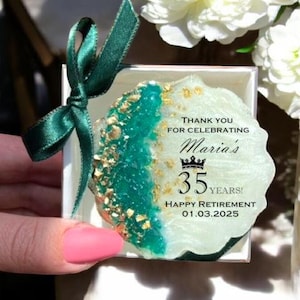 THANK YOU
FOR CELEBRATING
Maria's
35 YEARS!
HAPPY RETIREMENT
01.03.2025